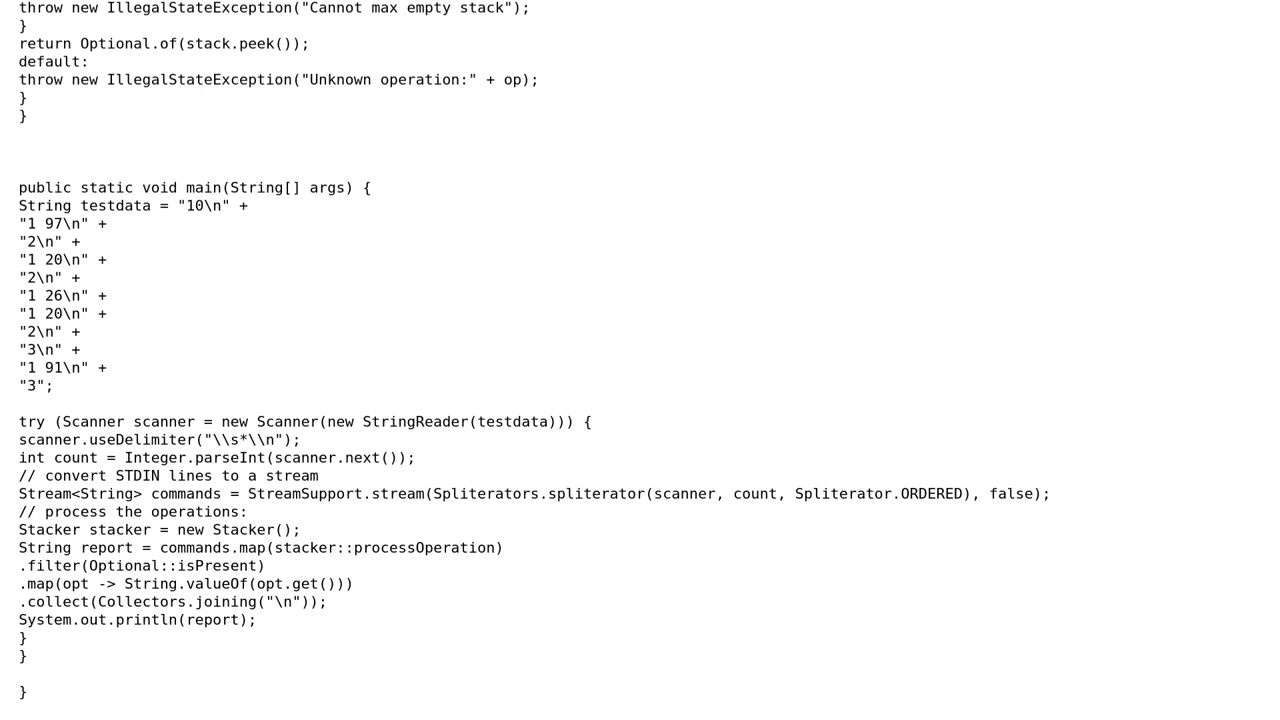 throw new IllegalStateException("Cannot max empty stack");
}
return Optional.of(stack.peek());
default:
throw new IllegalStateException("Unknown operation:" + op);
}
}
public static void main(String[] args) {
String testdata = "10\n" +
"1 97\n" +
"2\n" +
"1 20\n" +
"2\n" +
"1 26\n" +
"1 20\n" +
"2\n" +
"3\n" +
"1 91\n" +
"3";
try (Scanner scanner = new Scanner(new StringReader(testdata))) {
scanner.useDelimiter("\\s*\\n");
int count = Integer.parseInt(scanner.next());
// convert STDIN lines to a stream
Stream<String> commands = StreamSupport.stream(Spliterators.spliterator(scanner, count, Spliterator.ORDERED), false);
// process the operations:
Stacker stacker = new Stacker();
String report = commands.map(stacker::processOperation)
.filter(Optional::isPresent)
.map(opt -> String.valueOf(opt.get()))
.collect(Collectors.joining("\n"));
System.out.println(report);
}
}
}